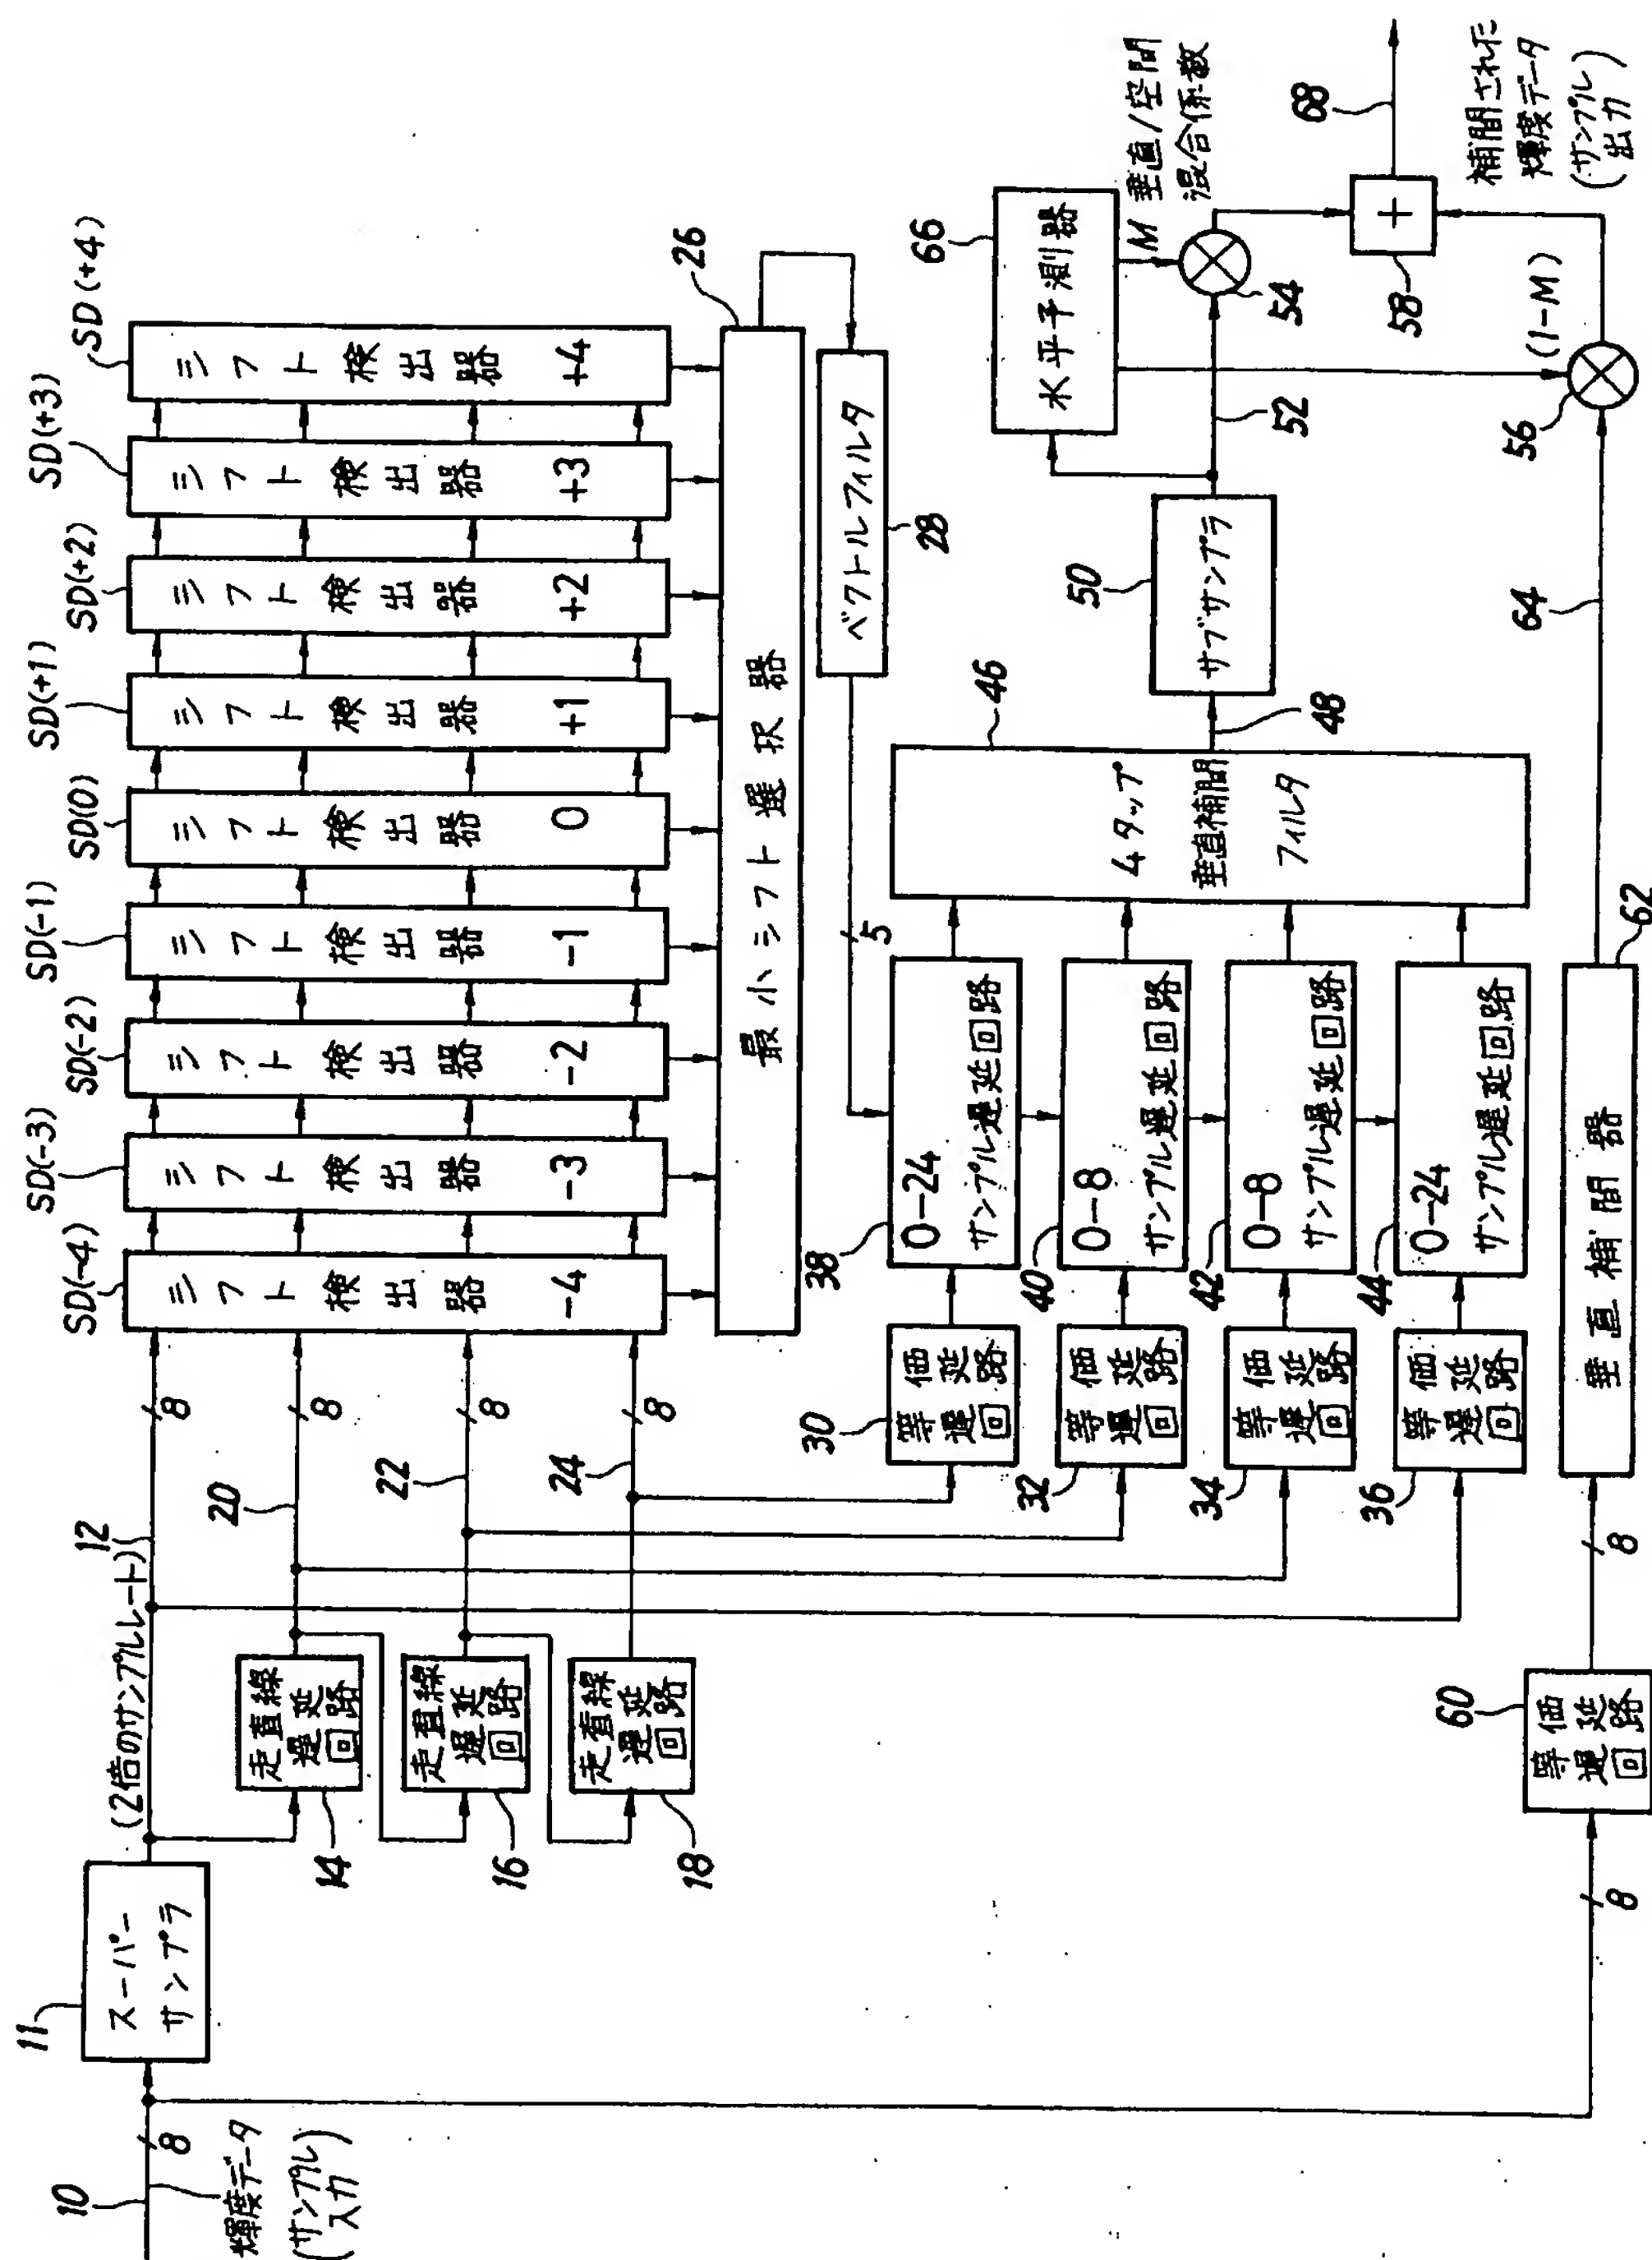 10
8
輝度データ
(サンプル
入力)
11
スーパー
サンプラ
(2倍のサンプルレート)
12
14
走直線
遅延
回路
16
走直線
遅延
回路
18
走直線
遅延
回路
20
22
24
8
8
8
8
SD(-4)
シフト検出器 -4
SD(-3)
シフト検出器 -3
SD(-2)
シフト検出器 -2
SD(-1)
シフト検出器 -1
SD(0)
シフト検出器 0
SD(+1)
シフト検出器 +1
SD(+2)
シフト検出器 +2
SD(+3)
シフト検出器 +3
SD(+4)
シフト検出器 +4
最小シフト選択器
26
ベクトルフィルタ
28
5
30
等価
遅延
回路
32
等価
遅延
回路
34
等価
遅延
回路
36
等価
遅延
回路
38
0-24
サンプル遅延回路
40
0-8
サンプル遅延回路
42
0-8
サンプル遅延回路
44
0-24
サンプル遅延回路
46
4タップ
垂直補間
フィルタ
48
50
サブサンプラ
52
66
水平予測器
M
垂直/空間
混合係数
54
(1-M)
56
58
+
68
補間された
輝度データ
(サンプル
出力)
8
60
等価
遅延
回路
8
垂直補間器
62
64